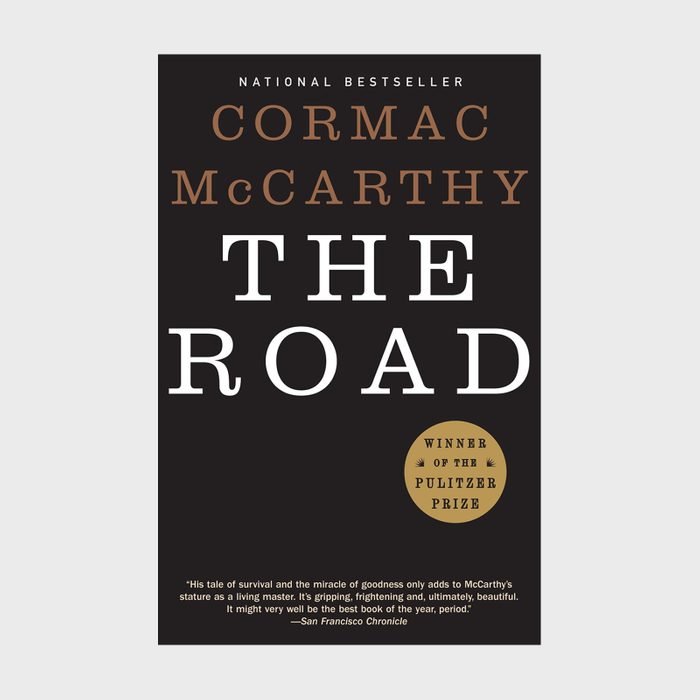 NATIONAL BESTSELLER
CORMAC
McCARTHY
THE
ROAD
WINNER
OF THE
PULITZER
PRIZE
“His tale of survival and the miracle of goodness only adds to McCarthy’s
stature as a living master. It’s gripping, frightening and, ultimately, beautiful.
It might very well be the best book of the year, period.”
—San Francisco Chronicle